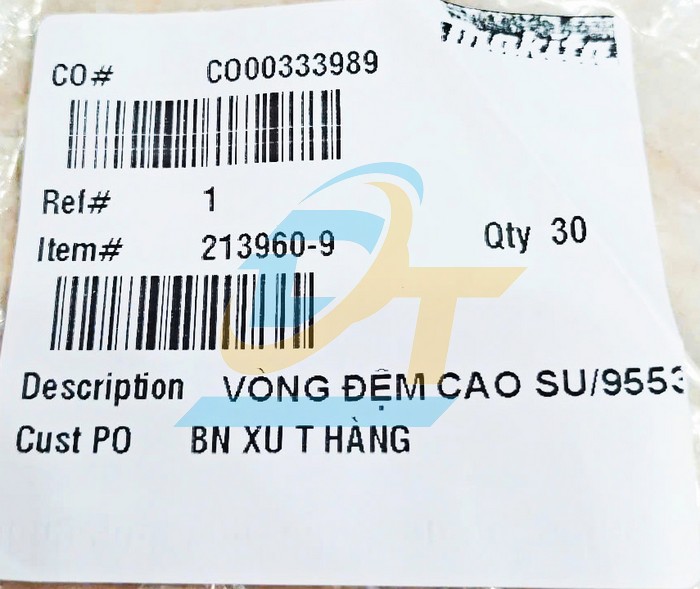 makita
CO# CO00333989
Ref# 1
Item# 213960-9 Qty 30
Description VÒNG ĐỆM CAO SU/9553
Cust PO BN XU T HÀNG